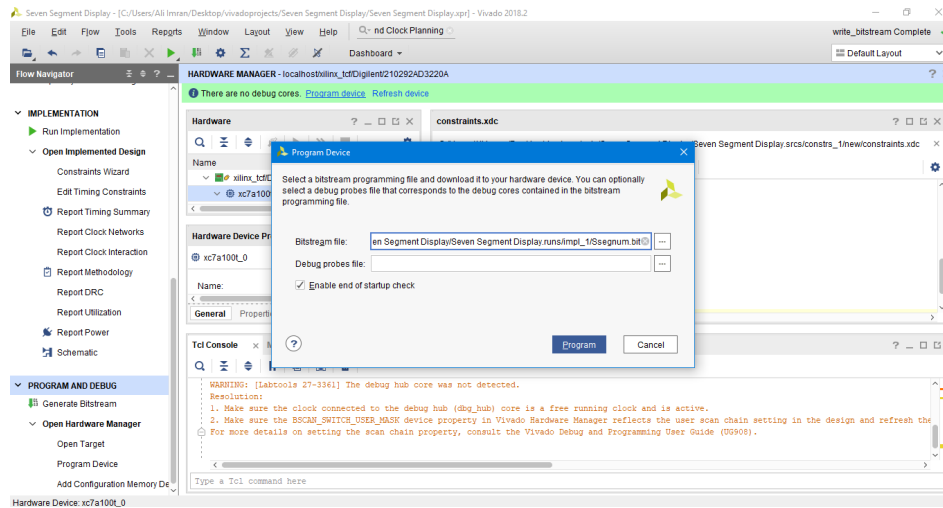 Seven Segment Display - [C:/Users/Ali Imran/Desktop/vivadoprojects/Seven Segment Display/Seven Segment Display.xpr] - Vivado 2018.2
File Edit Flow Tools Reports Window Layout View Help nd Clock Planning write_bitstream Complete
Dashboard Default Layout
Flow Navigator
HARDWARE MANAGER - localhost/xilinx_tcf/Digilent/210292AD3220A
There are no debug cores. Program device Refresh device
IMPLEMENTATION
Run Implementation
Open Implemented Design
Constraints Wizard
Edit Timing Constraints
Report Timing Summary
Report Clock Networks
Report Clock Interaction
Report Methodology
Report DRC
Report Utilization
Report Power
Schematic
PROGRAM AND DEBUG
Generate Bitstream
Open Hardware Manager
Open Target
Program Device
Add Configuration Memory De
Hardware
Name
xilinx_tcf/D
xc7a100t
Hardware Device Pr
xc7a100t_0
Name:
General Properti
constraints.xdc
Seven Segment Display.srcs/constrs_1/new/constraints.xdc
Program Device
Select a bitstream programming file and download it to your hardware device. You can optionally
select a debug probes file that corresponds to the debug cores contained in the bitstream
programming file.
Bitstream file: en Segment Display/Seven Segment Display.runs/impl_1/Ssegnum.bit
Debug probes file:
Enable end of startup check
Program Cancel
Tcl Console
WARNING: [Labtools 27-3361] The debug hub core was not detected.
Resolution:
1. Make sure the clock connected to the debug hub (dbg_hub) core is a free running clock and is active.
2. Make sure the BSCAN_SWITCH_USER_MASK device property in Vivado Hardware Manager reflects the user scan chain setting in the design and refresh the
For more details on setting the scan chain property, consult the Vivado Debug and Programming User Guide (UG908).
Type a Tcl command here
Hardware Device: xc7a100t_0